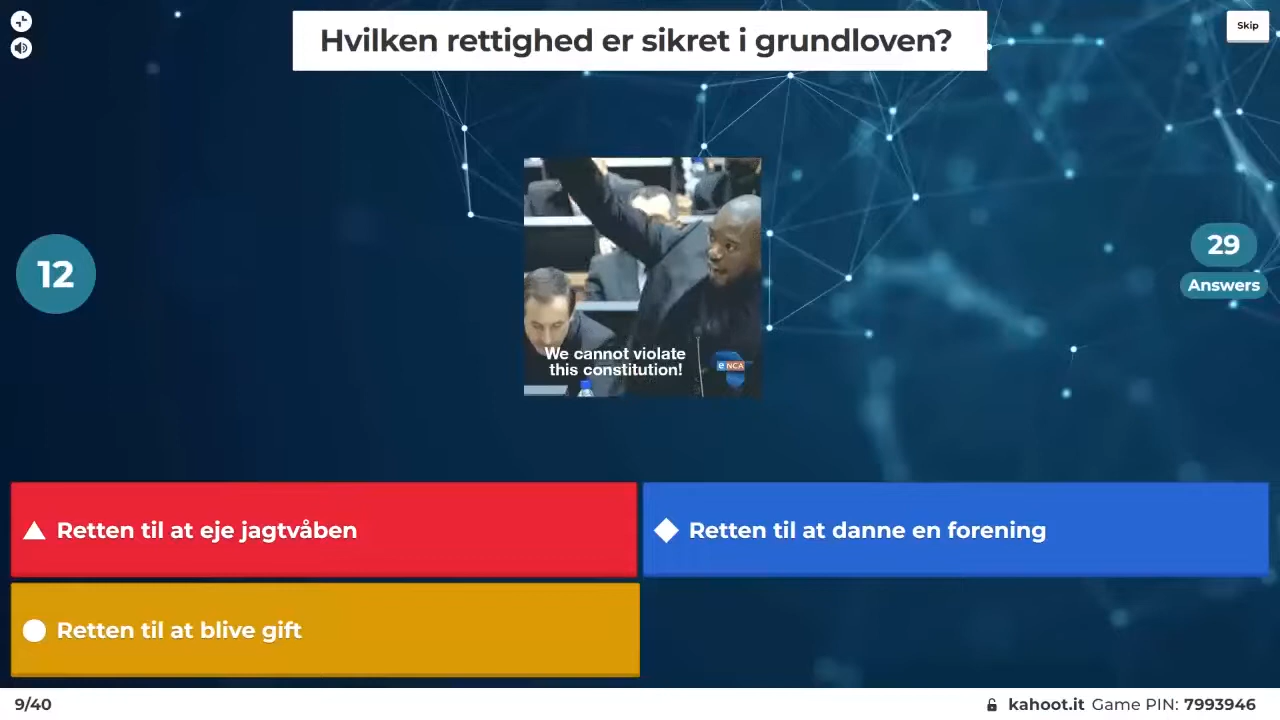 Hvilken rettighed er sikret i grundloven?
Skip
12
29
Answers
We cannot violate
this constitution!
eNCA
Retten til at eje jagtvåben
Retten til at danne en forening
Retten til at blive gift
9/40
kahoot.it Game PIN: 7993946